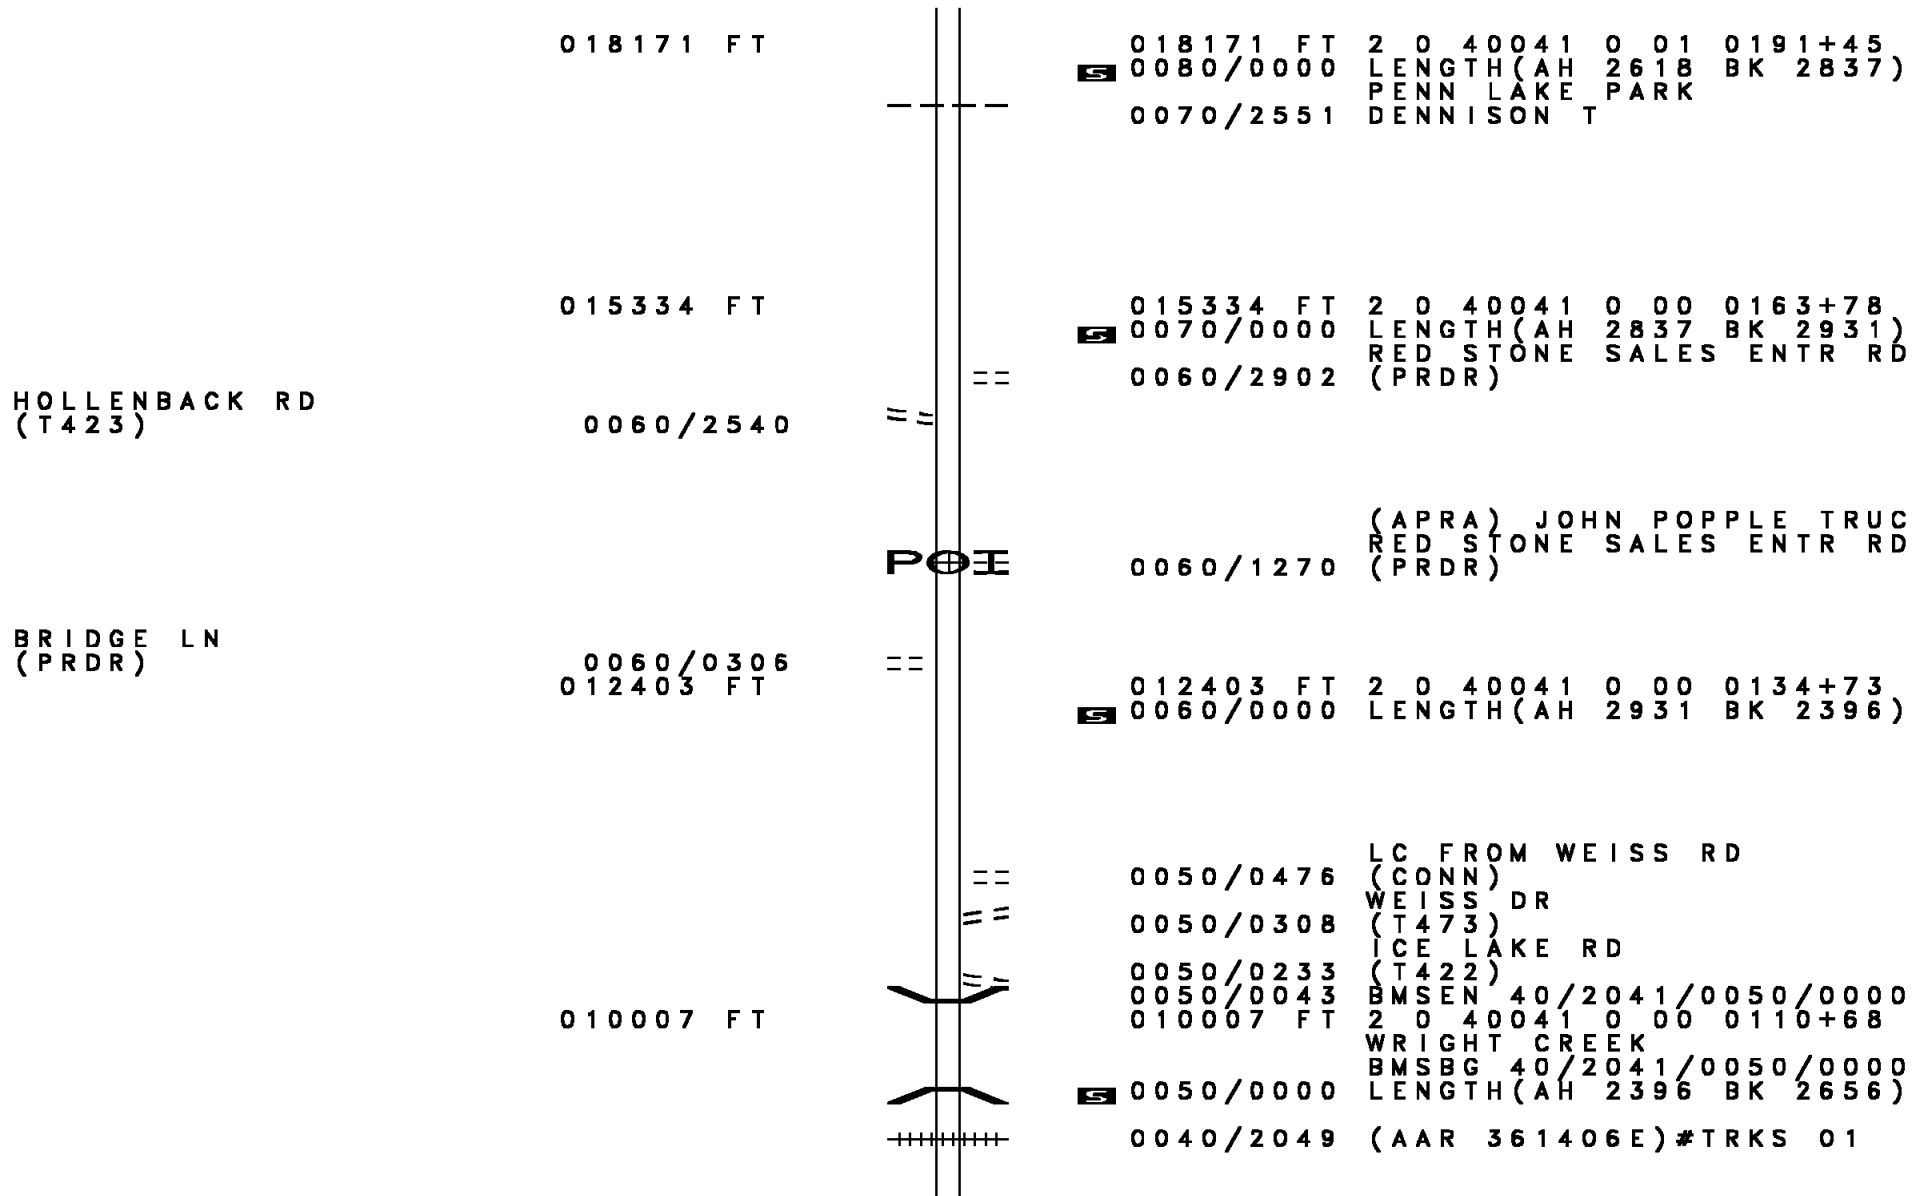 018171 FT 018171 FT 2 0 40041 0 01 0191+45
S 0080/0000 LENGTH(AH 2618 BK 2837)
PENN LAKE PARK
0070/2551 DENNISON T
015334 FT 015334 FT 2 0 40041 0 00 0163+78
S 0070/0000 LENGTH(AH 2837 BK 2931)
RED STONE SALES ENTR RD
0060/2902 (PRDR)
HOLLENBACK RD
(T423) 0060/2540
(APRA) JOHN POPPLE TRUC
RED STONE SALES ENTR RD
POI 0060/1270 (PRDR)
BRIDGE LN
(PRDR) 0060/0306
012403 FT 012403 FT 2 0 40041 0 00 0134+73
S 0060/0000 LENGTH(AH 2931 BK 2396)
LC FROM WEISS RD
0050/0476 (CONN)
WEISS DR
0050/0308 (T473)
ICE LAKE RD
0050/0233 (T422)
0050/0043 BMSEN 40/2041/0050/0000
010007 FT 010007 FT 2 0 40041 0 00 0110+68
WRIGHT CREEK
BMSBG 40/2041/0050/0000
S 0050/0000 LENGTH(AH 2396 BK 2656)
0040/2049 (AAR 361406E)#TRKS 01